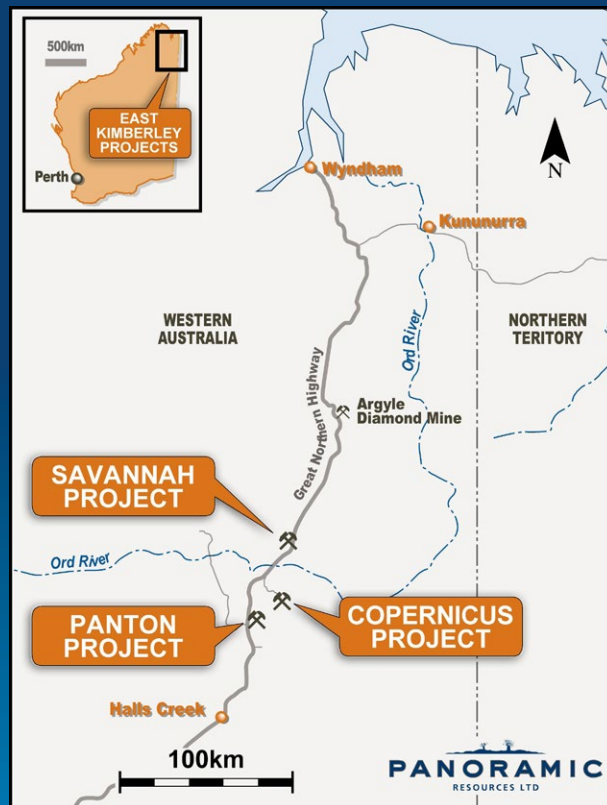 500km
EAST
KIMBERLEY
PROJECTS
Perth
N
Wyndham
Kununurra
WESTERN
AUSTRALIA
NORTHERN
TERITORY
Ord River
Great Northern Highway
Argyle
Diamond Mine
SAVANNAH
PROJECT
Ord River
PANTON
PROJECT
COPERNICUS
PROJECT
Halls Creek
100km
PANORAMIC
RESOURCES LTD